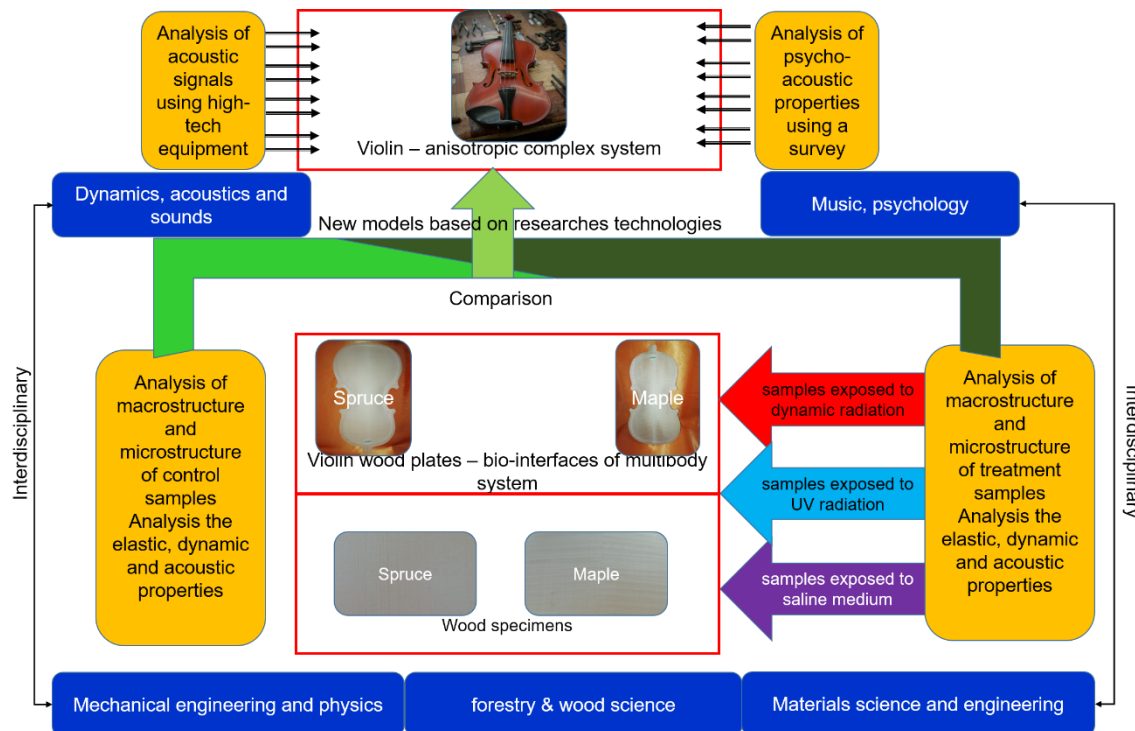 Analysis of
acoustic
signals
using high-
tech
equipment
Violin – anisotropic complex system
Analysis of
psycho-
acoustic
properties
using a
survey
Dynamics, acoustics and
sounds
Music, psychology
New models based on researches technologies
Comparison
Interdisciplinary
Analysis of
macrostructure
and
microstructure
of control
samples
Analysis the
elastic, dynamic
and acoustic
properties
Spruce
Maple
Violin wood plates – bio-interfaces of multibody
system
Spruce
Maple
Wood specimens
samples exposed to
dynamic radiation
samples exposed to
UV radiation
samples exposed to
saline medium
Analysis of
macrostructure
and
microstructure
of treatment
samples
Analysis the
elastic, dynamic
and acoustic
properties
Interdisciplinary
Mechanical engineering and physics
forestry & wood science
Materials science and engineering